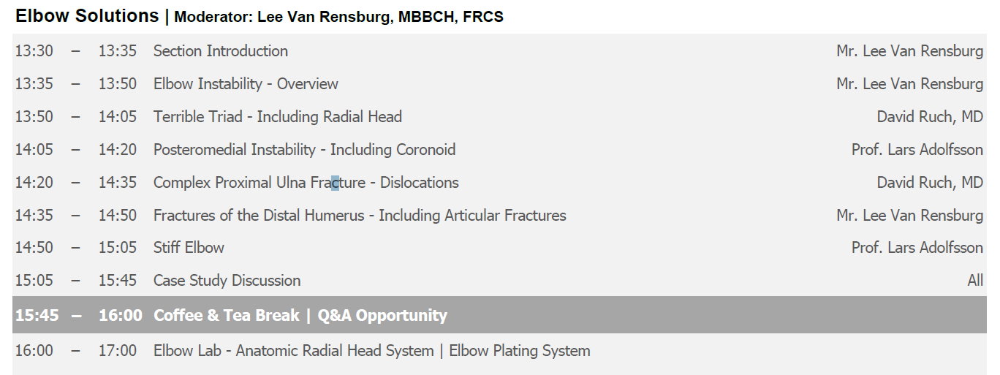 Elbow Solutions | Moderator: Lee Van Rensburg, MBBCH, FRCS
13:30 – 13:35 Section Introduction Mr. Lee Van Rensburg
13:35 – 13:50 Elbow Instability - Overview Mr. Lee Van Rensburg
13:50 – 14:05 Terrible Triad - Including Radial Head David Ruch, MD
14:05 – 14:20 Posteromedial Instability - Including Coronoid Prof. Lars Adolfsson
14:20 – 14:35 Complex Proximal Ulna Fracture - Dislocations David Ruch, MD
14:35 – 14:50 Fractures of the Distal Humerus - Including Articular Fractures Mr. Lee Van Rensburg
14:50 – 15:05 Stiff Elbow Prof. Lars Adolfsson
15:05 – 15:45 Case Study Discussion All
15:45 – 16:00 Coffee & Tea Break | Q&A Opportunity
16:00 – 17:00 Elbow Lab - Anatomic Radial Head System | Elbow Plating System